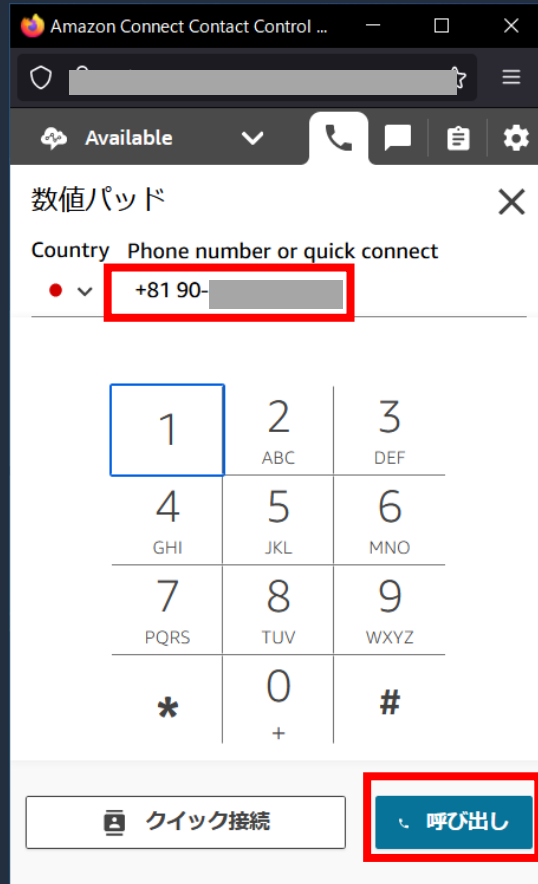 Amazon Connect Contact Control ...
Available
数値パッド
Country Phone number or quick connect
+81 90-
1 2 3
ABC DEF
4 5 6
GHI JKL MNO
7 8 9
PQRS TUV WXYZ
* 0 #
+
クイック接続 呼び出し